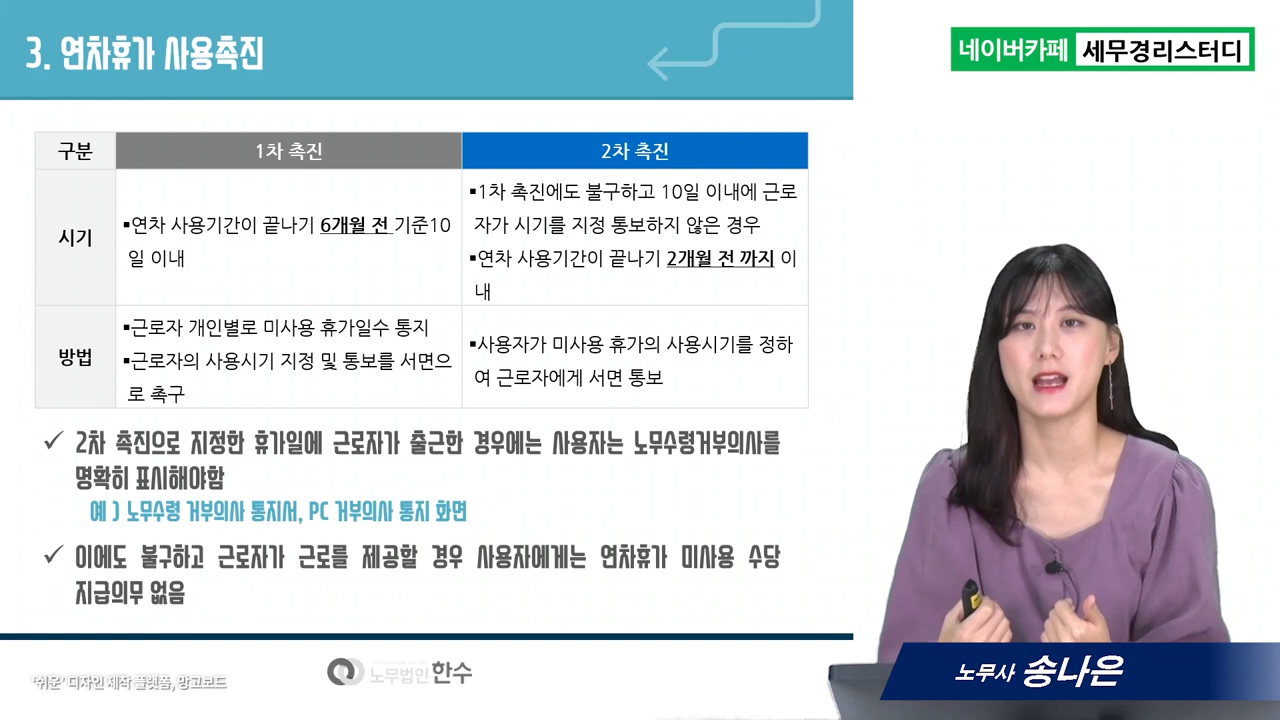 3. 연차휴가 사용촉진
네이버카페 세무경리스터디
구분
1차 촉진
2차 촉진
시기
▪연차 사용기간이 끝나기 6개월 전 기준10
일 이내
▪1차 촉진에도 불구하고 10일 이내에 근로
자가 시기를 지정 통보하지 않은 경우
▪연차 사용기간이 끝나기 2개월 전 까지 이
내
방법
▪근로자 개인별로 미사용 휴가일수 통지
▪근로자의 사용시기 지정 및 통보를 서면으
로 촉구
▪사용자가 미사용 휴가의 사용시기를 정하
여 근로자에게 서면 통보
✓ 2차 촉진으로 지정한 휴가일에 근로자가 출근한 경우에는 사용자는 노무수령거부의사를
명확히 표시해야함
예 ) 노무수령 거부의사 통지서, PC 거부의사 통지 화면
✓ 이에도 불구하고 근로자가 근로를 제공할 경우 사용자에게는 연차휴가 미사용 수당
지급의무 없음
노무법인 한수
'쉬운' 디자인 제작 플랫폼, 망고보드
노무사 송나은